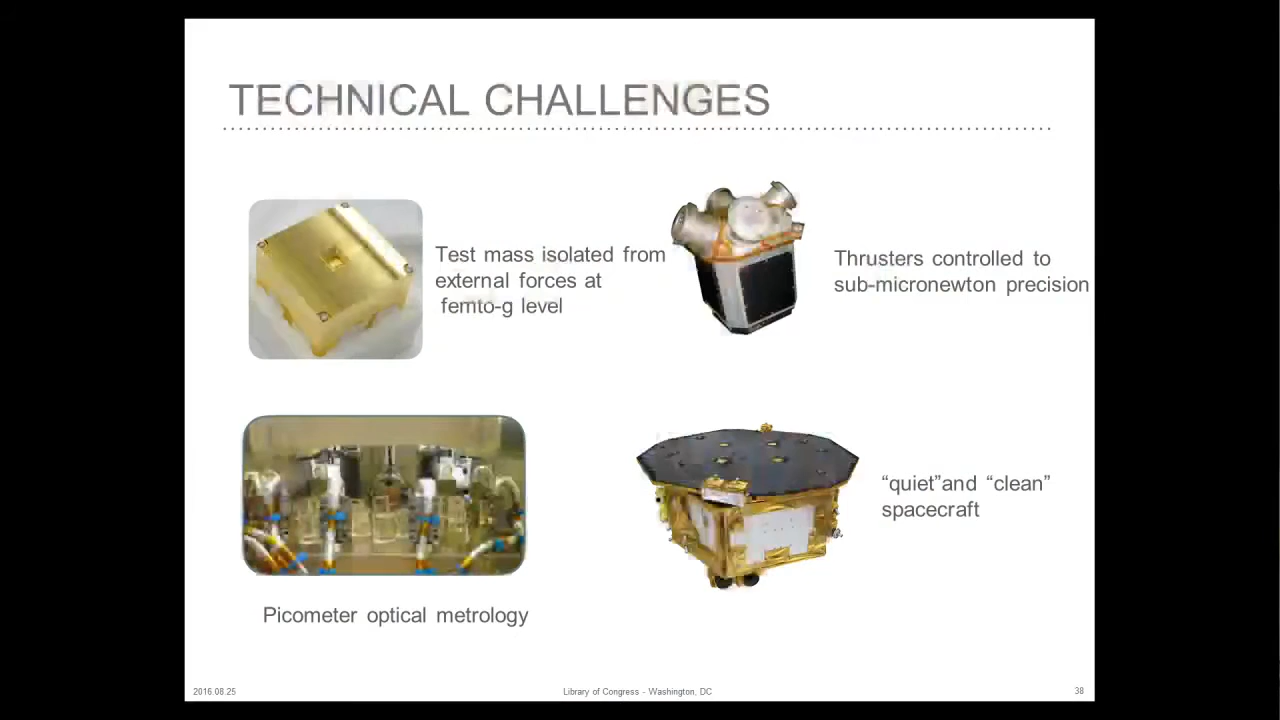 TECHNICAL CHALLENGES
Test mass isolated from
external forces at
femto-g level
Thrusters controlled to
sub-micronewton precision
Picometer optical metrology
“quiet”and “clean”
spacecraft
2016.08.25
Library of Congress - Washington, DC
38